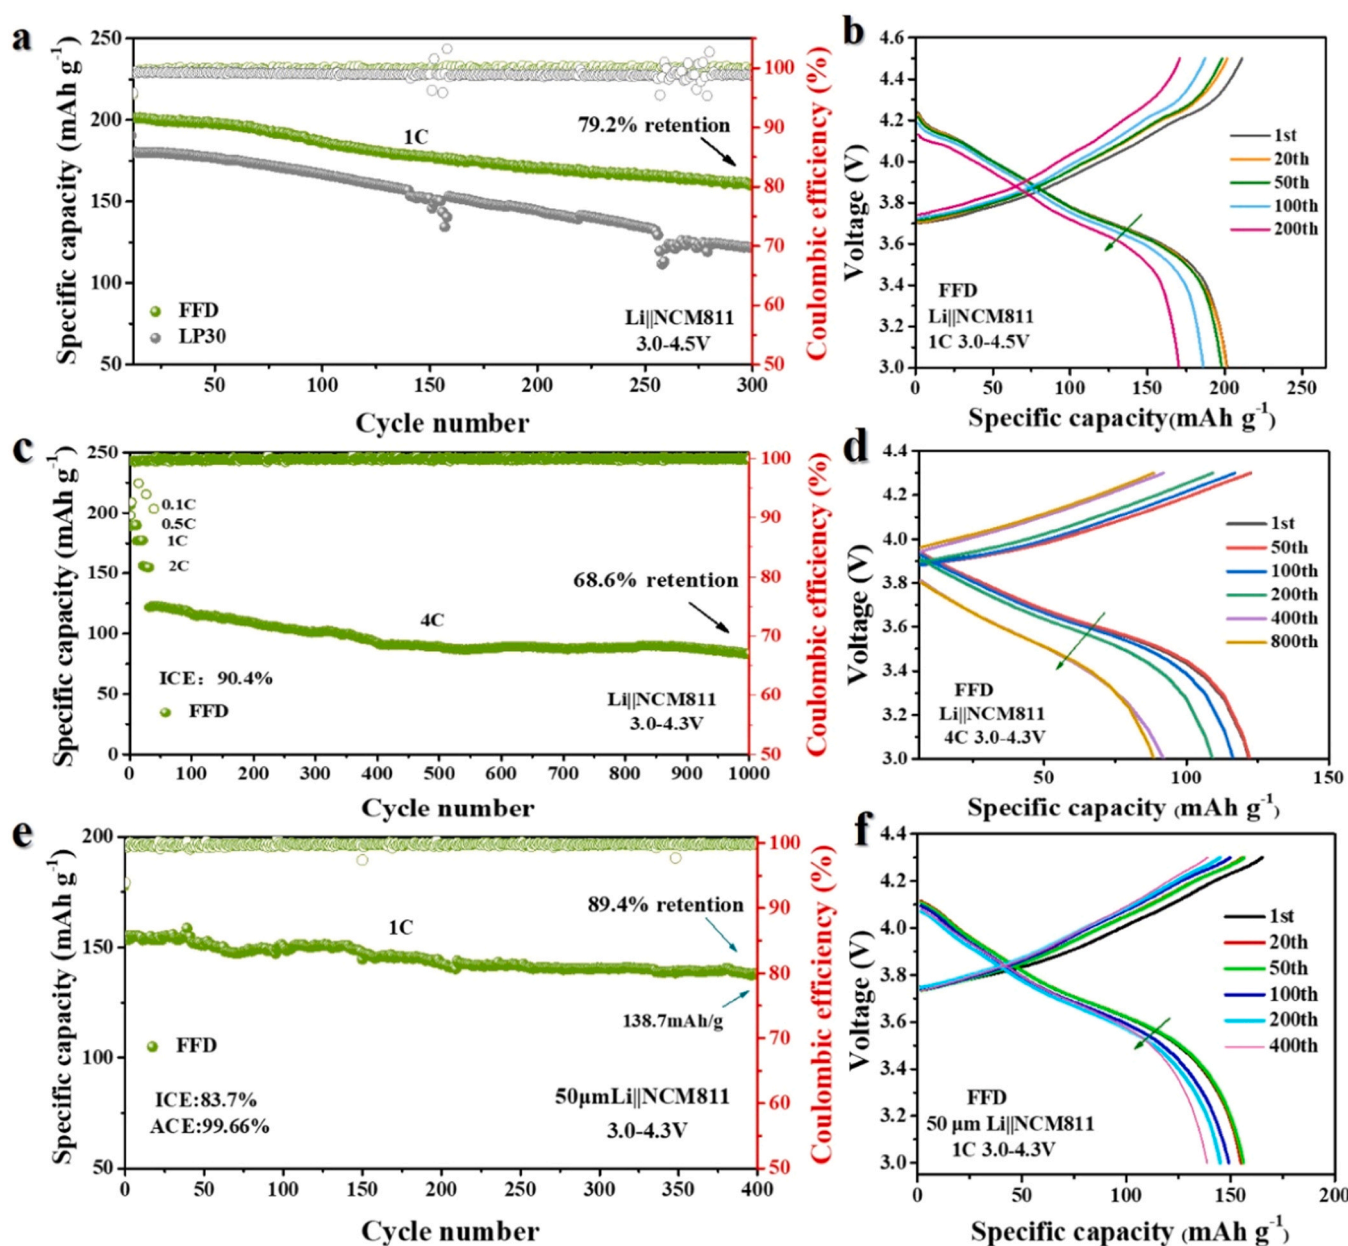 a
250
200
150
100
50
Specific capacity (mAh g-1)
100
90
80
70
60
50
Coulombic efficiency (%)
1C
79.2% retention
FFD
LP30
Li||NCM811
3.0-4.5V
50
100
150
200
250
300
Cycle number
b
4.6
4.4
4.2
4.0
3.8
3.6
3.4
3.2
3.0
Voltage (V)
1st
20th
50th
100th
200th
FFD
Li||NCM811
1C 3.0-4.5V
0
50
100
150
200
250
Specific capacity(mAh g-1)
c
250
200
150
100
50
0
Specific capacity (mAh g-1)
100
90
80
70
60
50
Coulombic efficiency (%)
0.1C
0.5C
1C
2C
4C
68.6% retention
ICE: 90.4%
FFD
Li||NCM811
3.0-4.3V
0
100
200
300
400
500
600
700
800
900
1000
Cycle number
d
4.4
4.2
4.0
3.8
3.6
3.4
3.2
3.0
Voltage (V)
1st
50th
100th
200th
400th
800th
FFD
Li||NCM811
4C 3.0-4.3V
50
100
150
Specific capacity (mAh g-1)
e
200
150
100
50
Specific capacity (mAh g-1)
100
90
80
70
60
50
Coulombic efficiency (%)
1C
89.4% retention
138.7mAh/g
FFD
ICE:83.7%
ACE:99.66%
50μmLi||NCM811
3.0-4.3V
0
50
100
150
200
250
300
350
400
Cycle number
f
4.4
4.2
4.0
3.8
3.6
3.4
3.2
3.0
Voltage (V)
1st
20th
50th
100th
200th
400th
FFD
50 μm Li||NCM811
1C 3.0-4.3V
0
50
100
150
200
Specific capacity (mAh g-1)